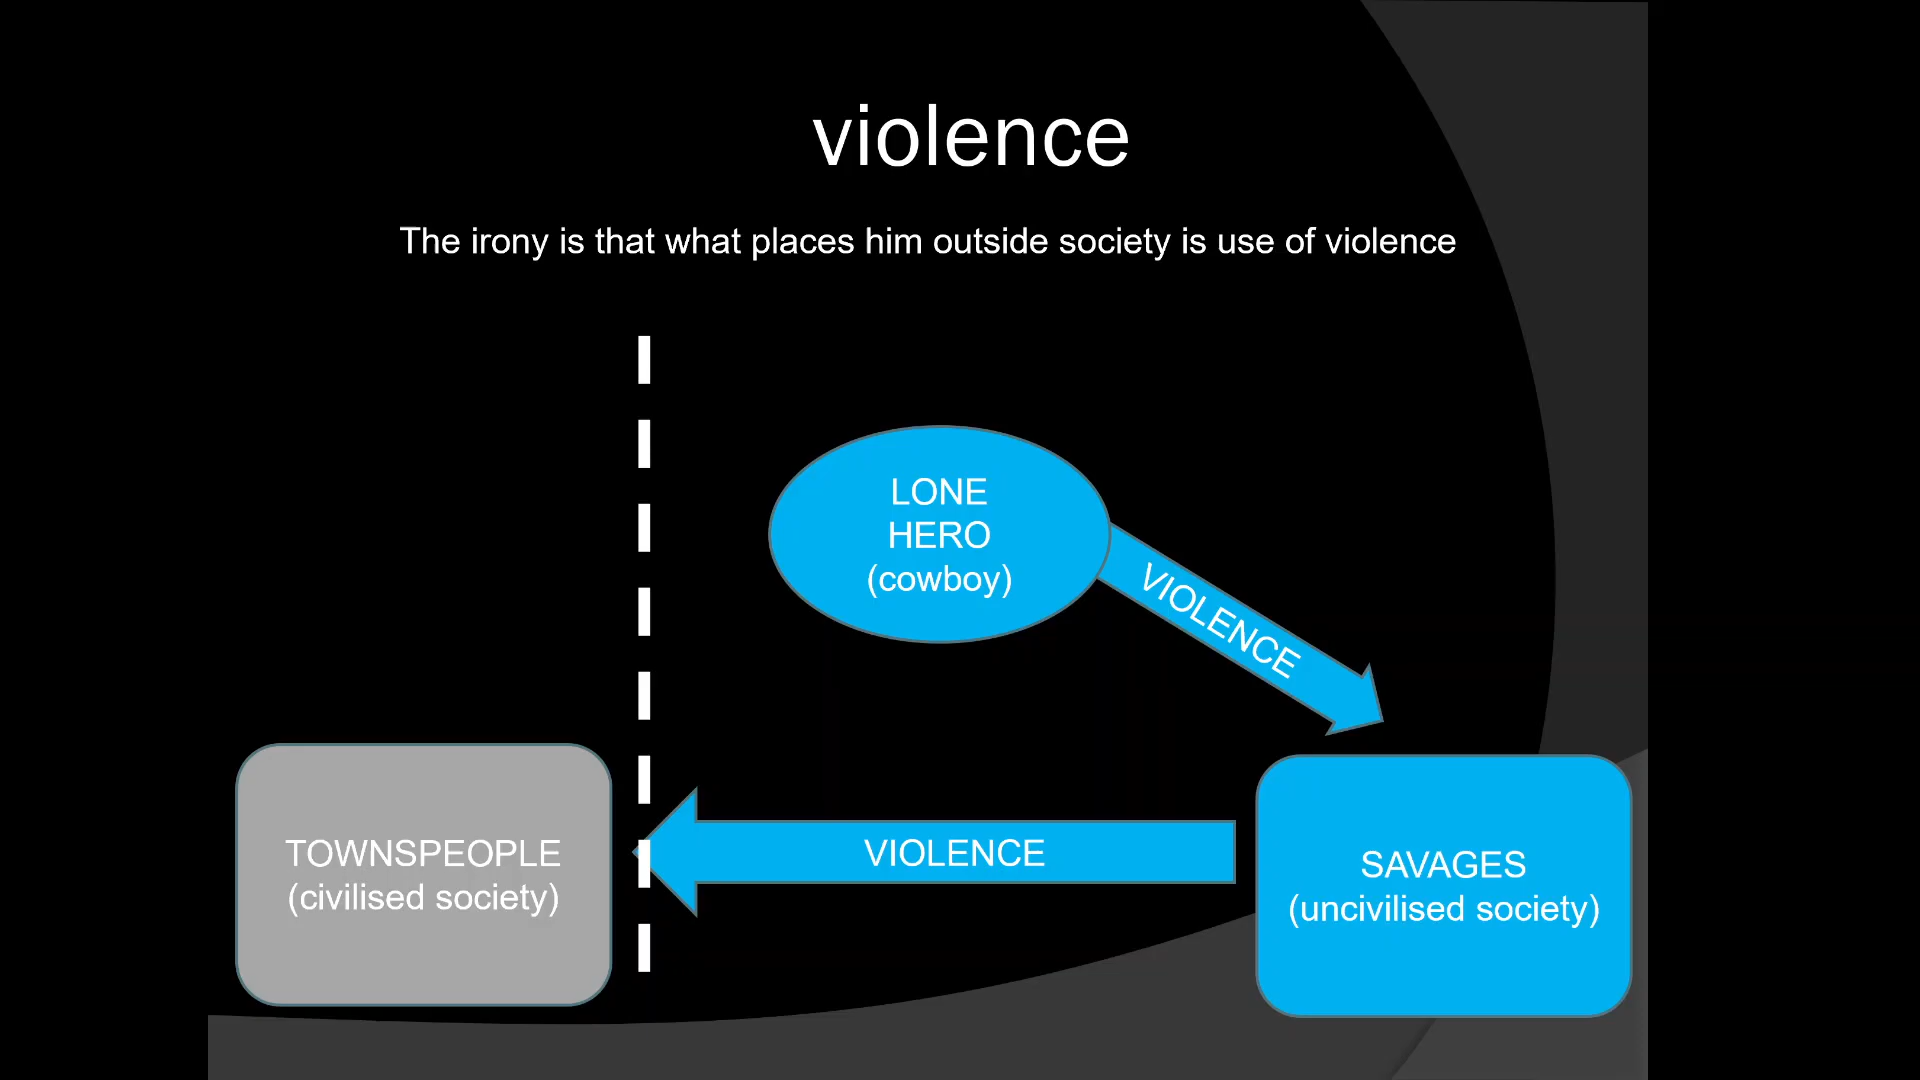 violence
The irony is that what places him outside society is use of violence
LONE
HERO
(cowboy)
VIOLENCE
TOWNSPEOPLE
(civilised society)
VIOLENCE
SAVAGES
(uncivilised society)